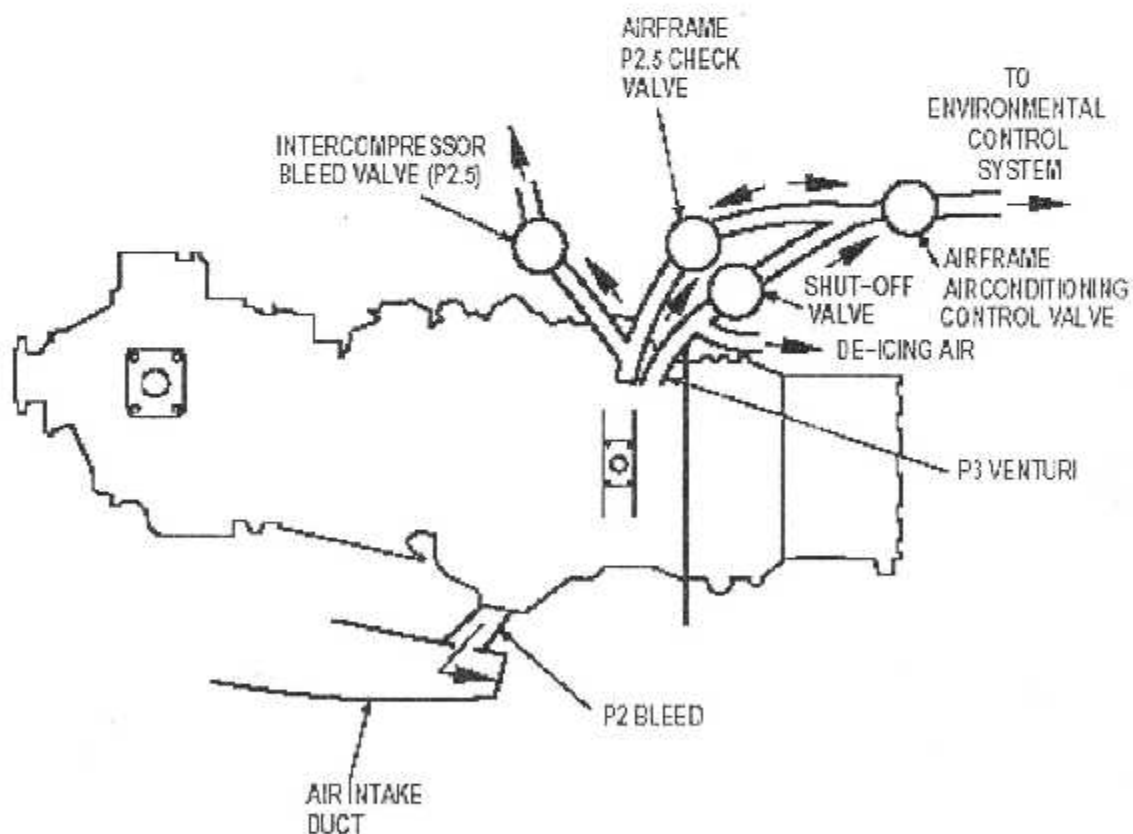 AIRFRAME
P2.5 CHECK
VALVE
TO
ENVIRONMENTAL
CONTROL
SYSTEM
INTERCOMPRESSOR
BLEED VALVE (P2.5)
SHUT-OFF
VALVE
AIRFRAME
AIRCONDITIONING
CONTROL VALVE
DE-ICING AIR
P3 VENTURI
P2 BLEED
AIR INTAKE
DUCT